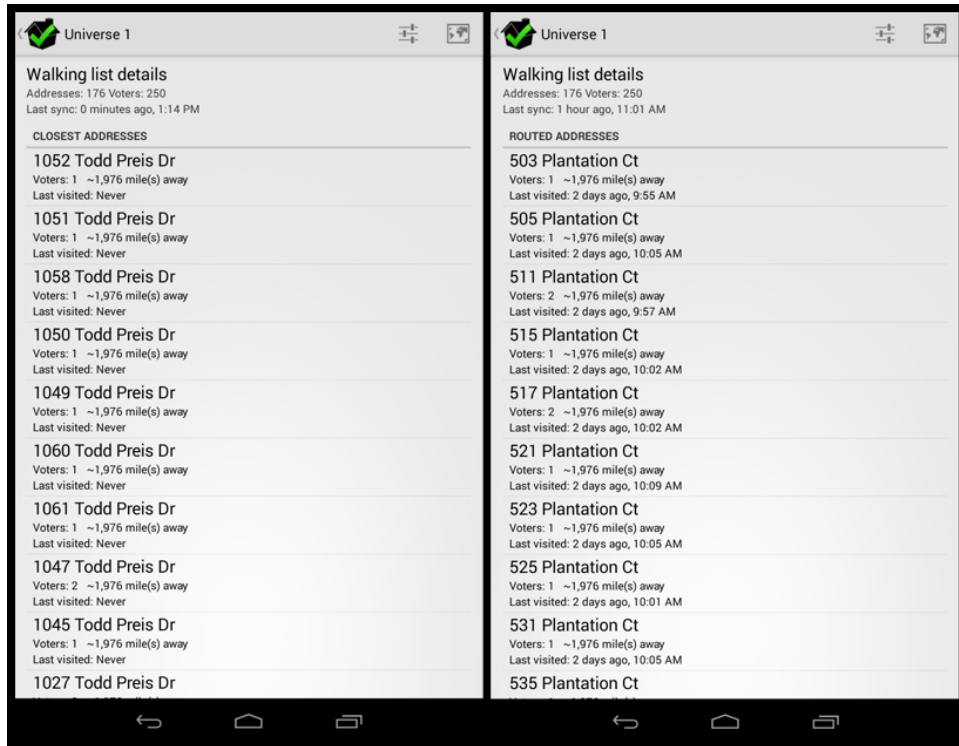 Universe 1
Walking list details
Addresses: 176 Voters: 250
Last sync: 0 minutes ago, 1:14 PM
CLOSEST ADDRESSES
1052 Todd Preis Dr
Voters: 1 ~1,976 mile(s) away
Last visited: Never
1051 Todd Preis Dr
Voters: 1 ~1,976 mile(s) away
Last visited: Never
1058 Todd Preis Dr
Voters: 1 ~1,976 mile(s) away
Last visited: Never
1050 Todd Preis Dr
Voters: 1 ~1,976 mile(s) away
Last visited: Never
1049 Todd Preis Dr
Voters: 1 ~1,976 mile(s) away
Last visited: Never
1060 Todd Preis Dr
Voters: 1 ~1,976 mile(s) away
Last visited: Never
1061 Todd Preis Dr
Voters: 1 ~1,976 mile(s) away
Last visited: Never
1047 Todd Preis Dr
Voters: 2 ~1,976 mile(s) away
Last visited: Never
1045 Todd Preis Dr
Voters: 1 ~1,976 mile(s) away
Last visited: Never
1027 Todd Preis Dr
Universe 1
Walking list details
Addresses: 176 Voters: 250
Last sync: 1 hour ago, 11:01 AM
ROUTED ADDRESSES
503 Plantation Ct
Voters: 1 ~1,976 mile(s) away
Last visited: 2 days ago, 9:55 AM
505 Plantation Ct
Voters: 1 ~1,976 mile(s) away
Last visited: 2 days ago, 10:05 AM
511 Plantation Ct
Voters: 2 ~1,976 mile(s) away
Last visited: 2 days ago, 9:57 AM
515 Plantation Ct
Voters: 1 ~1,976 mile(s) away
Last visited: 2 days ago, 10:02 AM
517 Plantation Ct
Voters: 2 ~1,976 mile(s) away
Last visited: 2 days ago, 10:02 AM
521 Plantation Ct
Voters: 1 ~1,976 mile(s) away
Last visited: 2 days ago, 10:09 AM
523 Plantation Ct
Voters: 1 ~1,976 mile(s) away
Last visited: 2 days ago, 10:05 AM
525 Plantation Ct
Voters: 1 ~1,976 mile(s) away
Last visited: 2 days ago, 10:01 AM
531 Plantation Ct
Voters: 1 ~1,976 mile(s) away
Last visited: 2 days ago, 10:05 AM
535 Plantation Ct